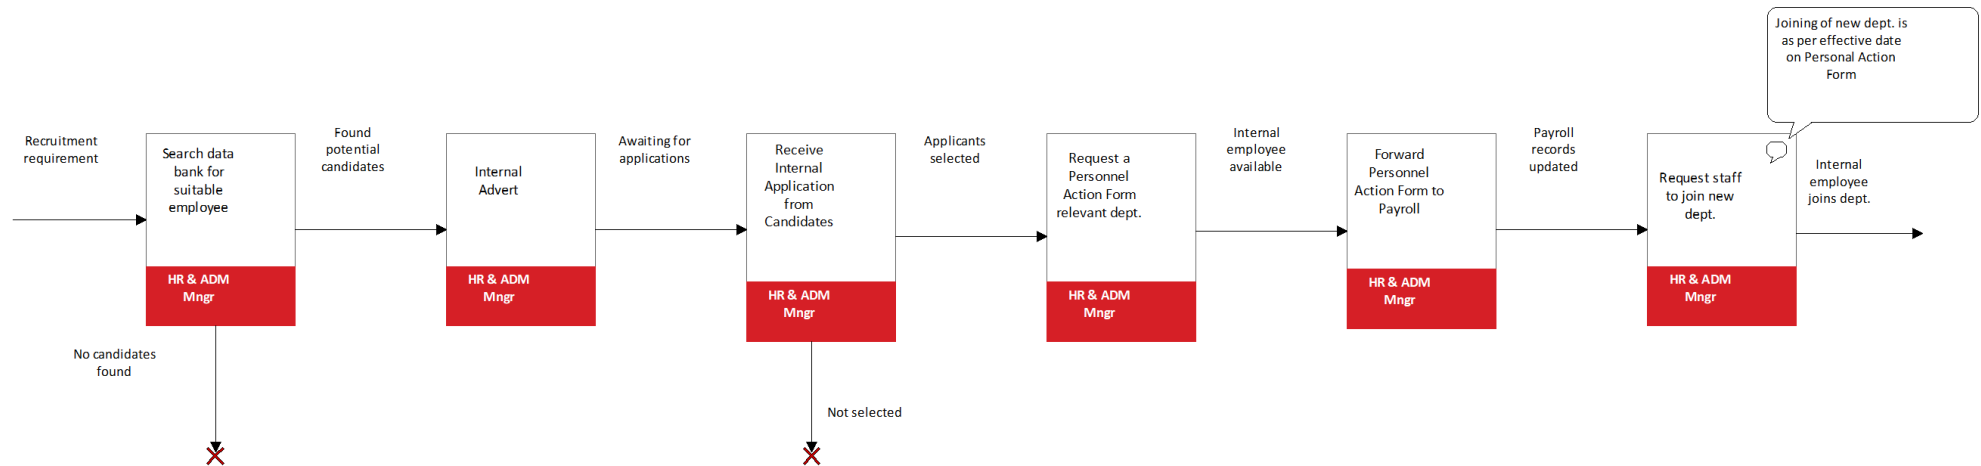 Recruitment
requirement
Search data
bank for
suitable
employee
HR & ADM
Mngr
No candidates
found
Found
potential
candidates
Internal
Advert
HR & ADM
Mngr
Awaiting for
applications
Receive
Internal
Application
from
Candidates
HR & ADM
Mngr
Not selected
Applicants
selected
Request a
Personnel
Action Form
relevant dept.
HR & ADM
Mngr
Internal
employee
available
Forward
Personnel
Action Form to
Payroll
HR & ADM
Mngr
Payroll
records
updated
Joining of new dept. is
as per effective date
on Personal Action
Form
Request staff
to join new
dept.
HR & ADM
Mngr
Internal
employee
joins dept.